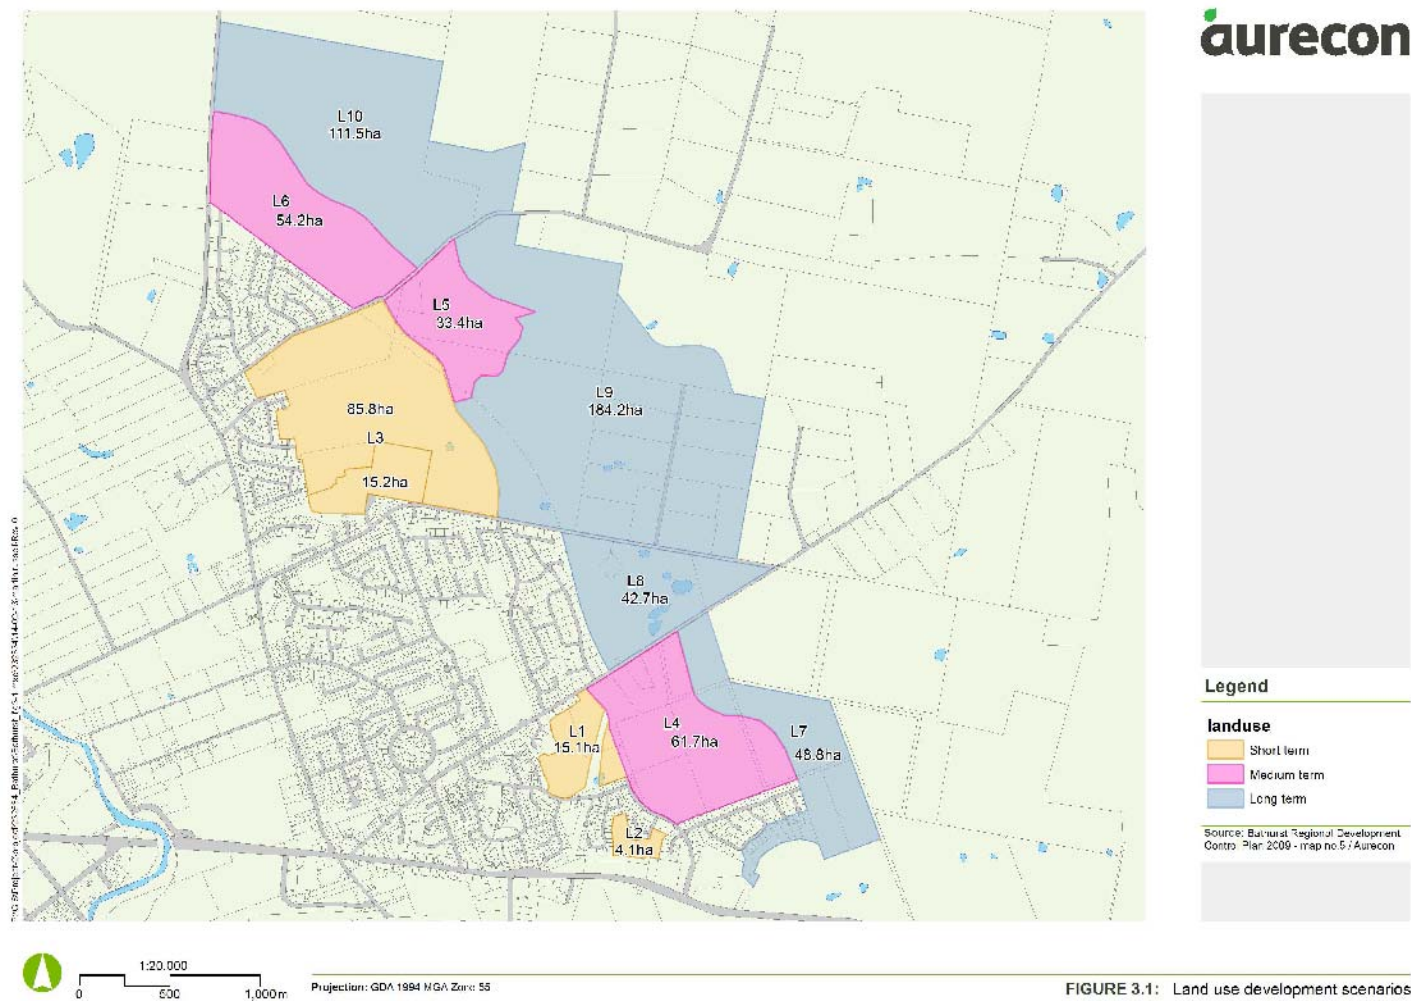 aurecon
L10
111.5ha
L6
54.2ha
L5
33.4ha
85.8ha
L3
15.2ha
L9
184.2ha
L8
42.7ha
L1
15.1ha
L4
61.7ha
L7
48.8ha
L2
4.1ha
Legend
landuse
Short term
Medium term
Long term
Source: Bathurst Regional Development
Control Plan 2009 - map no.5 / Aurecon
1:20,000
0 500 1,000m
Projection: GDA 1994 MGA Zone 55
FIGURE 3.1: Land use development scenarios